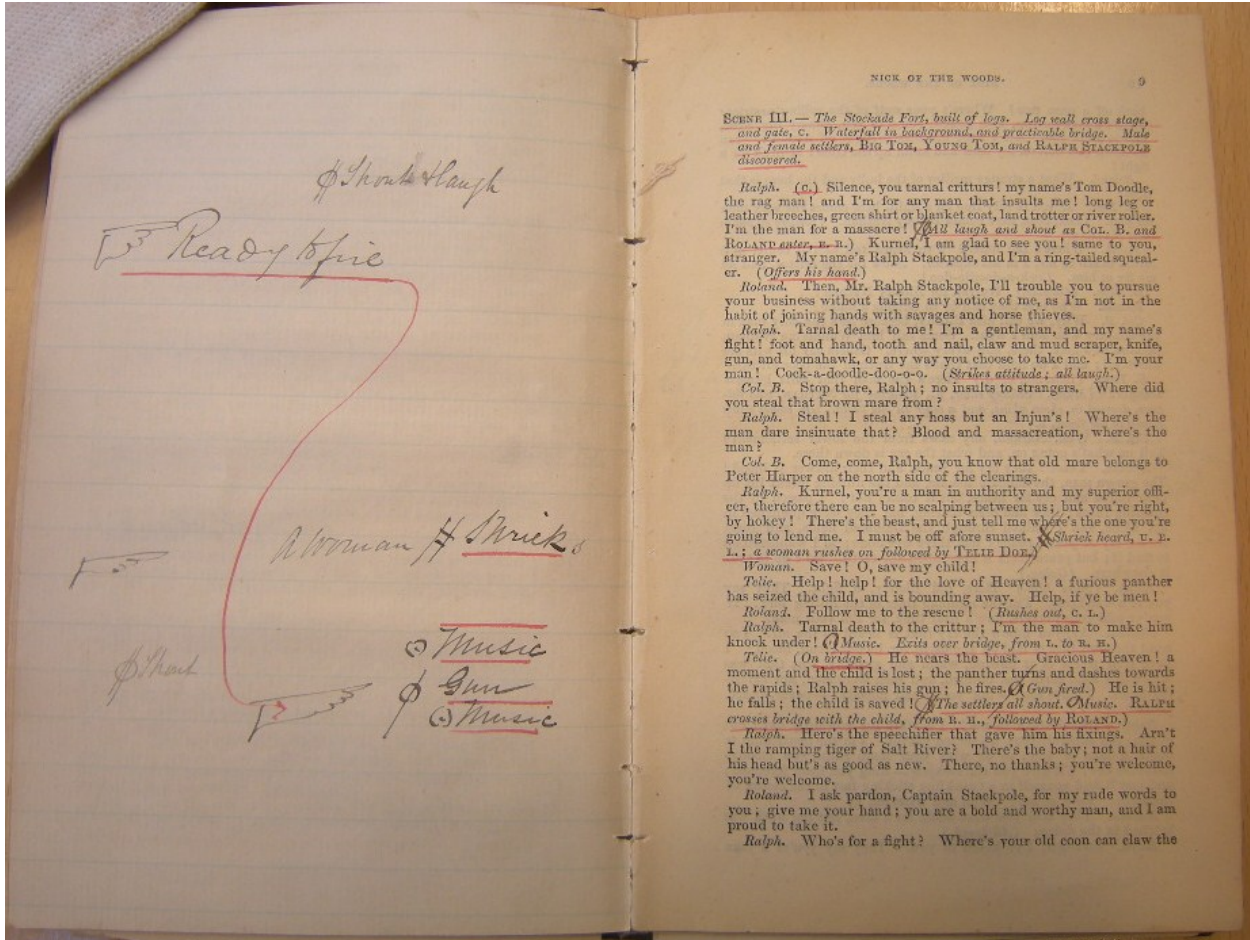 Shout & laugh
Ready to fire
A woman Shrieks
Music
Shout
Gun
Music
NICK OF THE WOODS. 9
SCENE III.— The Stockade Fort, built of logs. Log wall cross stage,
and gate, C. Waterfall in background, and practicable bridge. Male
and female settlers, BIG TOM, YOUNG TOM, and RALPH STACKPOLE
discovered.
Ralph. (C.) Silence, you tarnal critturs! my name's Tom Doodle,
the rag man! and I'm for any man that insults me! long leg or
leather breeches, green shirt or blanket coat, land trotter or river roller.
I'm the man for a massacre! (All laugh and shout as COL. B. and
ROLAND enter, R. R.) Kurnel, I am glad to see you! same to you,
stranger. My name's Ralph Stackpole, and I'm a ring-tailed squeal-
er. (Offers his hand.)
Roland. Then, Mr. Ralph Stackpole, I'll trouble you to pursue
your business without taking any notice of me, as I'm not in the
habit of joining hands with savages and horse thieves.
Ralph. Tarnal death to me! I'm a gentleman, and my name's
fight! foot and hand, tooth and nail, claw and mud scraper, knife,
gun, and tomahawk, or any way you choose to take me. I'm your
man! Cock-a-doodle-doo-o-o. (Strikes attitude; all laugh.)
Col. B. Stop there, Ralph; no insults to strangers. Where did
you steal that brown mare from?
Ralph. Steal! I steal any hoss but an Injun's! Where's the
man dare insinuate that? Blood and massacreation, where's the
man?
Col. B. Come, come, Ralph, you know that old mare belongs to
Peter Harper on the north side of the clearings.
Ralph. Kurnel, you're a man in authority and my superior offi-
cer, therefore there can be no scalping between us; but you're right,
by hokey! There's the beast, and just tell me where's the one you're
going to lend me. I must be off afore sunset. (Shriek heard, U. E.
L.; a woman rushes on followed by TELIE DOE.)
Woman. Save! O, save my child!
Telie. Help! help! for the love of Heaven! a furious panther
has seized the child, and is bounding away. Help, if ye be men!
Roland. Follow me to the rescue! (Rushes out, C. L.)
Ralph. Tarnal death to the crittur; I'm the man to make him
knock under! (Music. Exits over bridge, from L. to R. H.)
Telie. (On bridge.) He nears the beast. Gracious Heaven! a
moment and the child is lost; the panther turns and dashes towards
the rapids; Ralph raises his gun; he fires. (Gun fired.) He is hit;
he falls; the child is saved! (The settlers all shout. Music. RALPH
crosses bridge with the child, from R. H., followed by ROLAND.)
Ralph. Here's the speechifier that gave him his fixings. Arn't
I the ramping tiger of Salt River? There's the baby; not a hair of
his head but's as good as new. There, no thanks; you're welcome,
you're welcome.
Roland. I ask pardon, Captain Stackpole, for my rude words to
you; give me your hand; you are a bold and worthy man, and I am
proud to take it.
Ralph. Who's for a fight? Where's your old coon can claw the